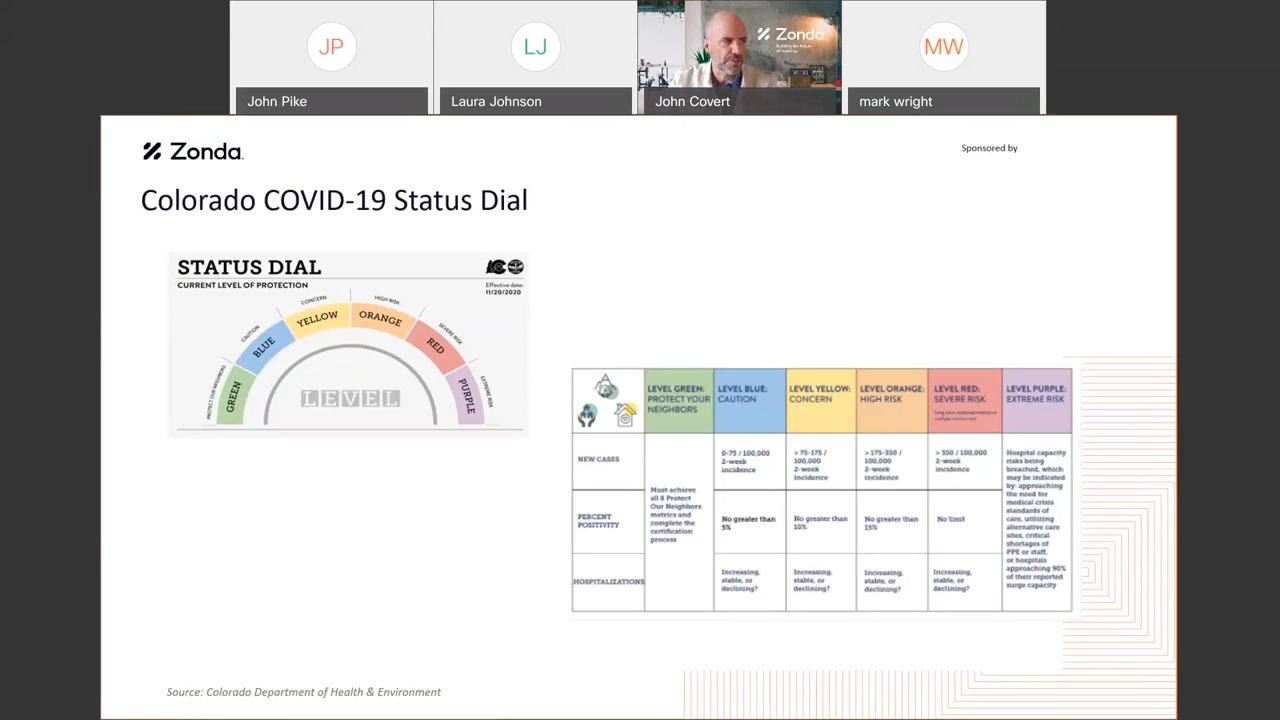 JP
LJ
Zonda
MW
John Pike
Laura Johnson
John Covert
mark wright
Zonda
Sponsored by
Colorado COVID-19 Status Dial
STATUS DIAL
CURRENT LEVEL OF PROTECTION
Effective date:
11/20/2020
PROTECT OUR NEIGHBORS
CAUTION
CONCERN
HIGH RISK
SEVERE RISK
EXTREME RISK
GREEN
BLUE
YELLOW
ORANGE
RED
PURPLE
LEVEL
LEVEL GREEN:
PROTECT YOUR
NEIGHBORS
LEVEL BLUE:
CAUTION
LEVEL YELLOW:
CONCERN
LEVEL ORANGE:
HIGH RISK
LEVEL RED:
SEVERE RISK
LEVEL PURPLE:
EXTREME RISK
NEW CASES
Must achieve
all 8 Protect
Our Neighbors
metrics and
complete the
certification
process
0-75 / 100,000
2-week
incidence
> 75-175 /
100,000
2-week
incidence
> 175-350 /
100,000
2-week
incidence
> 350 / 100,000
2-week
incidence
Hospital capacity
risks being
breached, which
may be indicated
by: approaching
the need for
medical crisis
standards of
care, utilizing
alternative care
sites, critical
shortages of
PPE or staff,
or hospitals
approaching 90%
of their reported
surge capacity
PERCENT
POSITIVITY
No greater than
5%
No greater than
10%
No greater than
15%
No limit
HOSPITALIZATIONS
Increasing,
stable, or
declining?
Increasing,
stable, or
declining?
Increasing,
stable, or
declining?
Increasing,
stable, or
declining?
Source: Colorado Department of Health & Environment